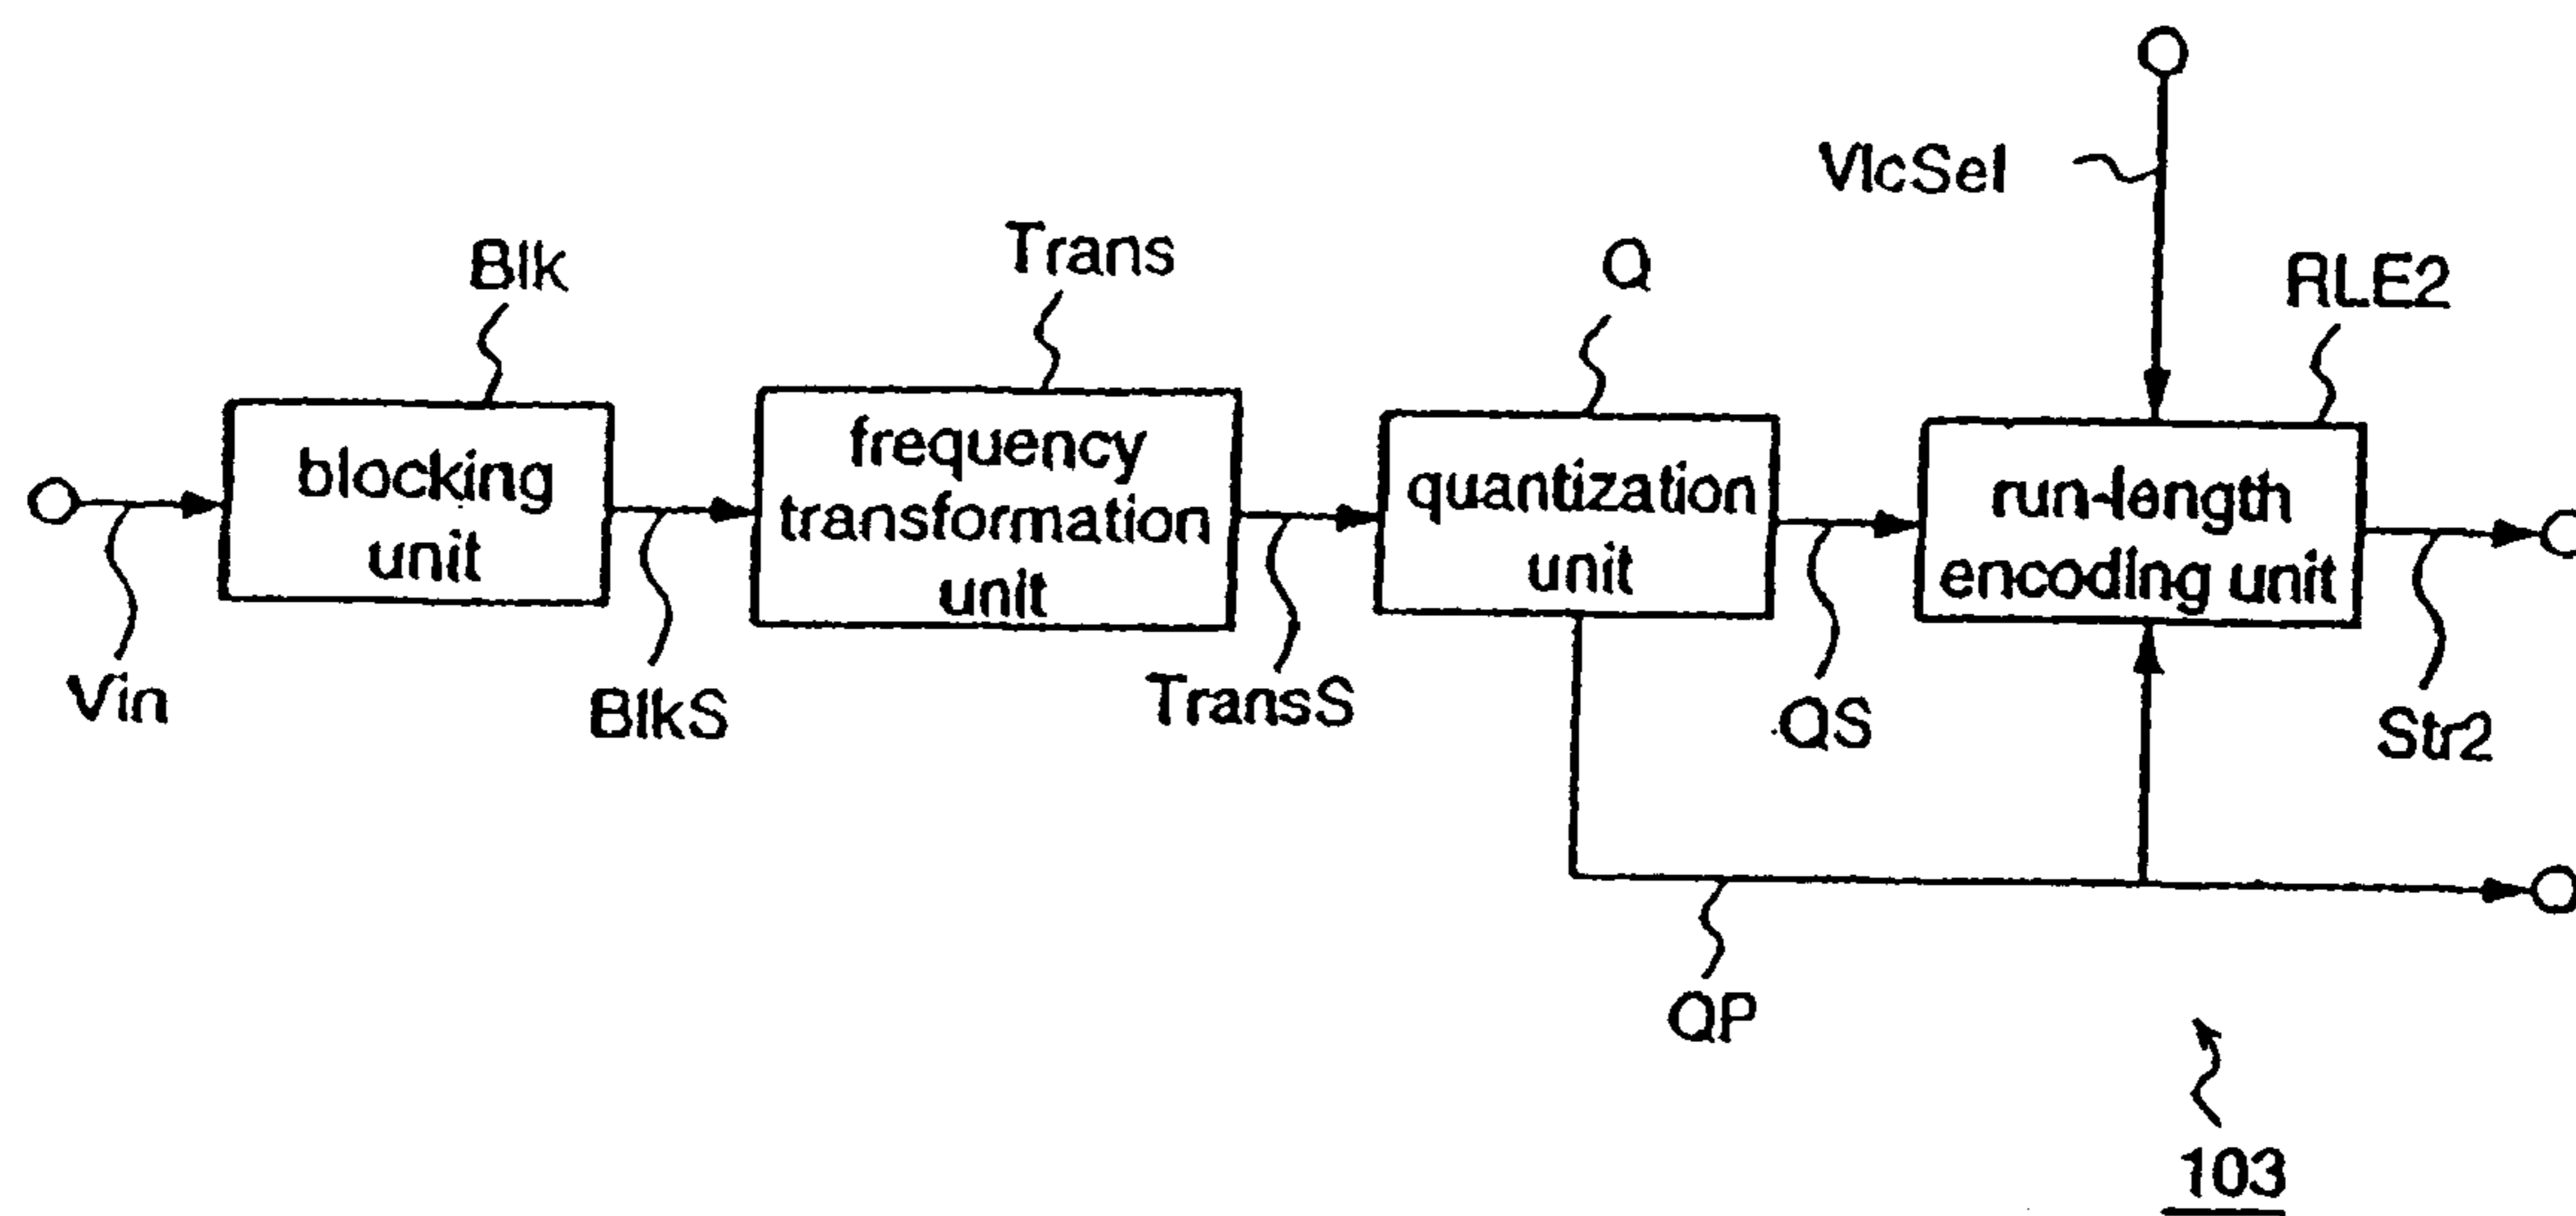 VlcSel
Blk
Trans
Q
RLE2
blocking
unit
frequency
transformation
unit
quantization
unit
run-length
encoding unit
Vin
BlkS
TransS
QS
Str2
QP
103